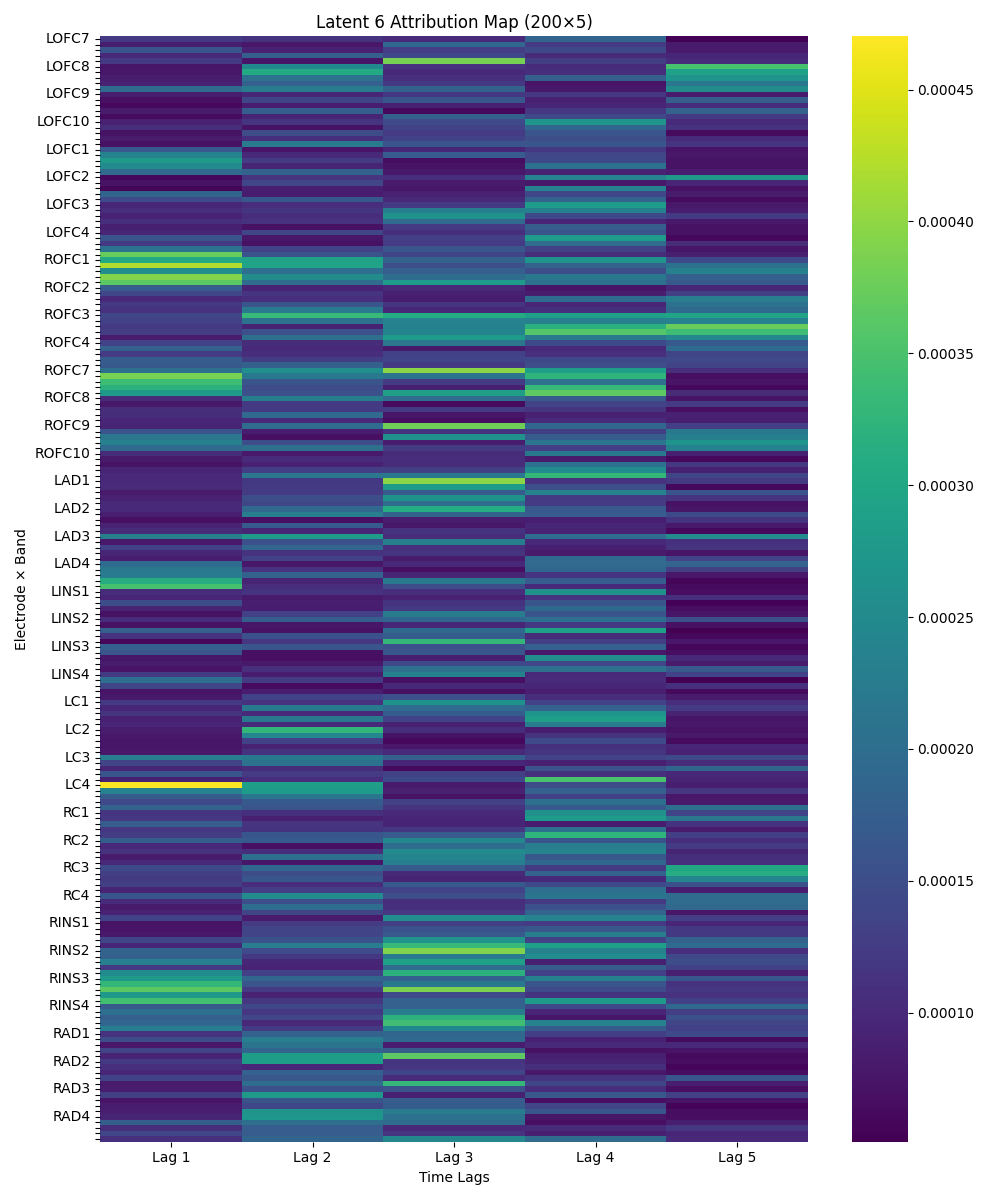 Latent 6 Attribution Map (200×5)
LOFC7
LOFC8
LOFC9
LOFC10
LOFC1
LOFC2
LOFC3
LOFC4
ROFC1
ROFC2
ROFC3
ROFC4
ROFC7
ROFC8
ROFC9
ROFC10
LAD1
LAD2
LAD3
LAD4
LINS1
LINS2
LINS3
LINS4
LC1
LC2
LC3
LC4
RC1
RC2
RC3
RC4
RINS1
RINS2
RINS3
RINS4
RAD1
RAD2
RAD3
RAD4
Electrode × Band
Lag 1 Lag 2 Lag 3 Lag 4 Lag 5
Time Lags
0.00045
0.00040
0.00035
0.00030
0.00025
0.00020
0.00015
0.00010